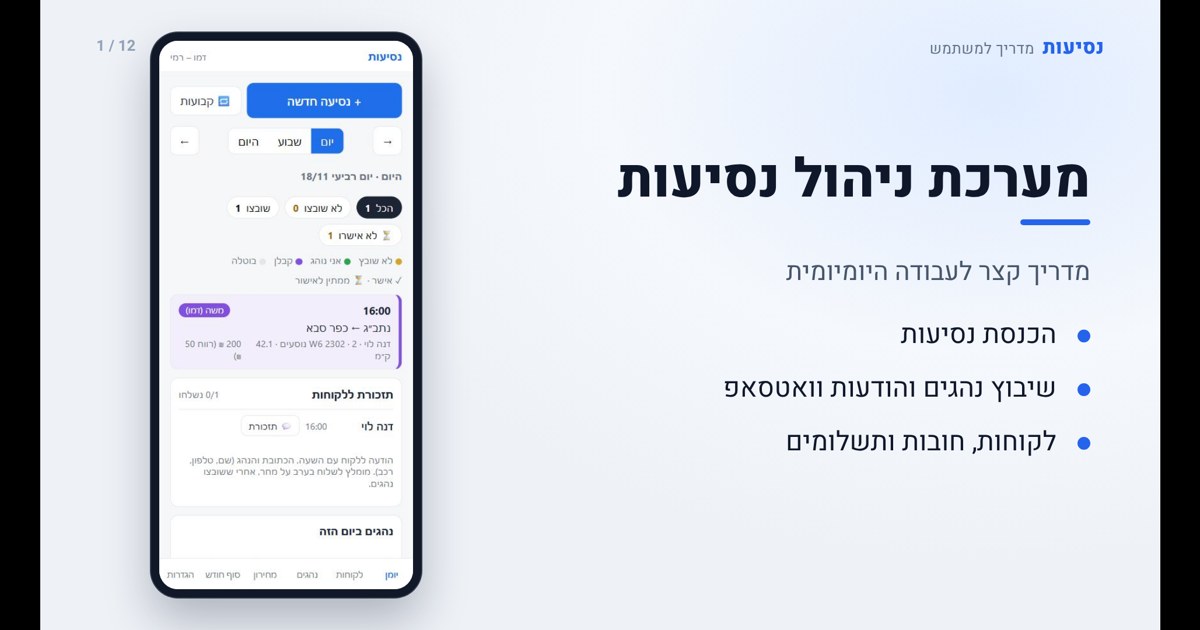 נסיעות מדריך למשתמש
1 / 12
מערכת ניהול נסיעות
מדריך קצר לעבודה היומיומית
הכנסת נסיעות
שיבוץ נהגים והודעות וואטסאפ
לקוחות, חובות ותשלומים
נסיעות
דמו – רמי
+ נסיעה חדשה
קבועות
→
יום
שבוע
היום
←
היום · יום רביעי 18/11
הכל 1
לא שובצו 0
שובצו 1
⏳ לא אישרו 1
לא שובץ
אני נוהג
קבלן
בוטלה
✓ אישר · ⏳ ממתין לאישור
16:00
משה (דמו)
נתב״ג ← כפר סבא
דנה לוי · W6 2302 · 2 נוסעים · 42.1 ק״מ
200 ₪ (רווח 50 ₪)
תזכורת ללקוחות
0/1 נשלחו
דנה לוי
16:00
תזכורת
הודעה ללקוח עם השעה, הכתובת והנהג (שם, טלפון,
רכב). מומלץ לשלוח בערב על מחר, אחרי ששובצו
נהגים.
נהגים ביום הזה
יומן
לקוחות
נהגים
מחירון
סוף חודש
הגדרות